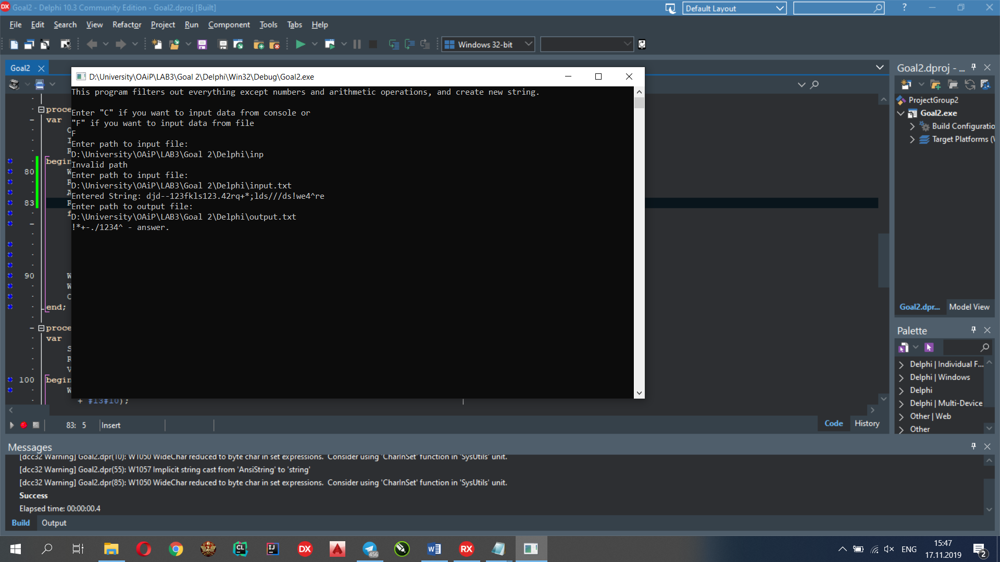 Goal2 - Delphi 10.3 Community Edition - Goal2.dproj [Built]
Default Layout
?
File Edit Search View Refactor Project Run Component Tools Tabs Help
Windows 32-bit
Goal2
Goal2.dproj - ...
D:\University\OAiP\LAB3\Goal 2\Delphi\Win32\Debug\Goal2.exe
This program filters out everything except numbers and arithmetic operations, and create new string.
Enter "C" if you want to input data from console or
"F" if you want to input data from file
F
Enter path to input file:
D:\University\OAiP\LAB3\Goal 2\Delphi\inp
Invalid path
Enter path to input file:
D:\University\OAiP\LAB3\Goal 2\Delphi\input.txt
Entered String: djd--123fkls123.42rq+*;lds///ds!we4^re
Enter path to output file:
D:\University\OAiP\LAB3\Goal 2\Delphi\output.txt
!*+-./1234^ - answer.
proce
var
begin
80
83
90
end;
proce
var
100 begin
+ #13#10);
83: 5 Insert
Code History
ProjectGroup2
Goal2.exe
Build Configuratio
Target Platforms (
Goal2.dpr... Model View
Palette
Delphi | Individual F...
Delphi | Windows
Delphi
Delphi | Multi-Device
Other | Web
Other
Messages
[dcc32 Warning] Goal2.dpr(10): W1050 WideChar reduced to byte char in set expressions. Consider using 'CharInSet' function in 'SysUtils' unit.
[dcc32 Warning] Goal2.dpr(55): W1057 Implicit string cast from 'AnsiString' to 'string'
[dcc32 Warning] Goal2.dpr(85): W1050 WideChar reduced to byte char in set expressions. Consider using 'CharInSet' function in 'SysUtils' unit.
Success
Elapsed time: 00:00:00.4
Build Output
CL
IJ
DX
456
RX
ENG
15:47
17.11.2019
2